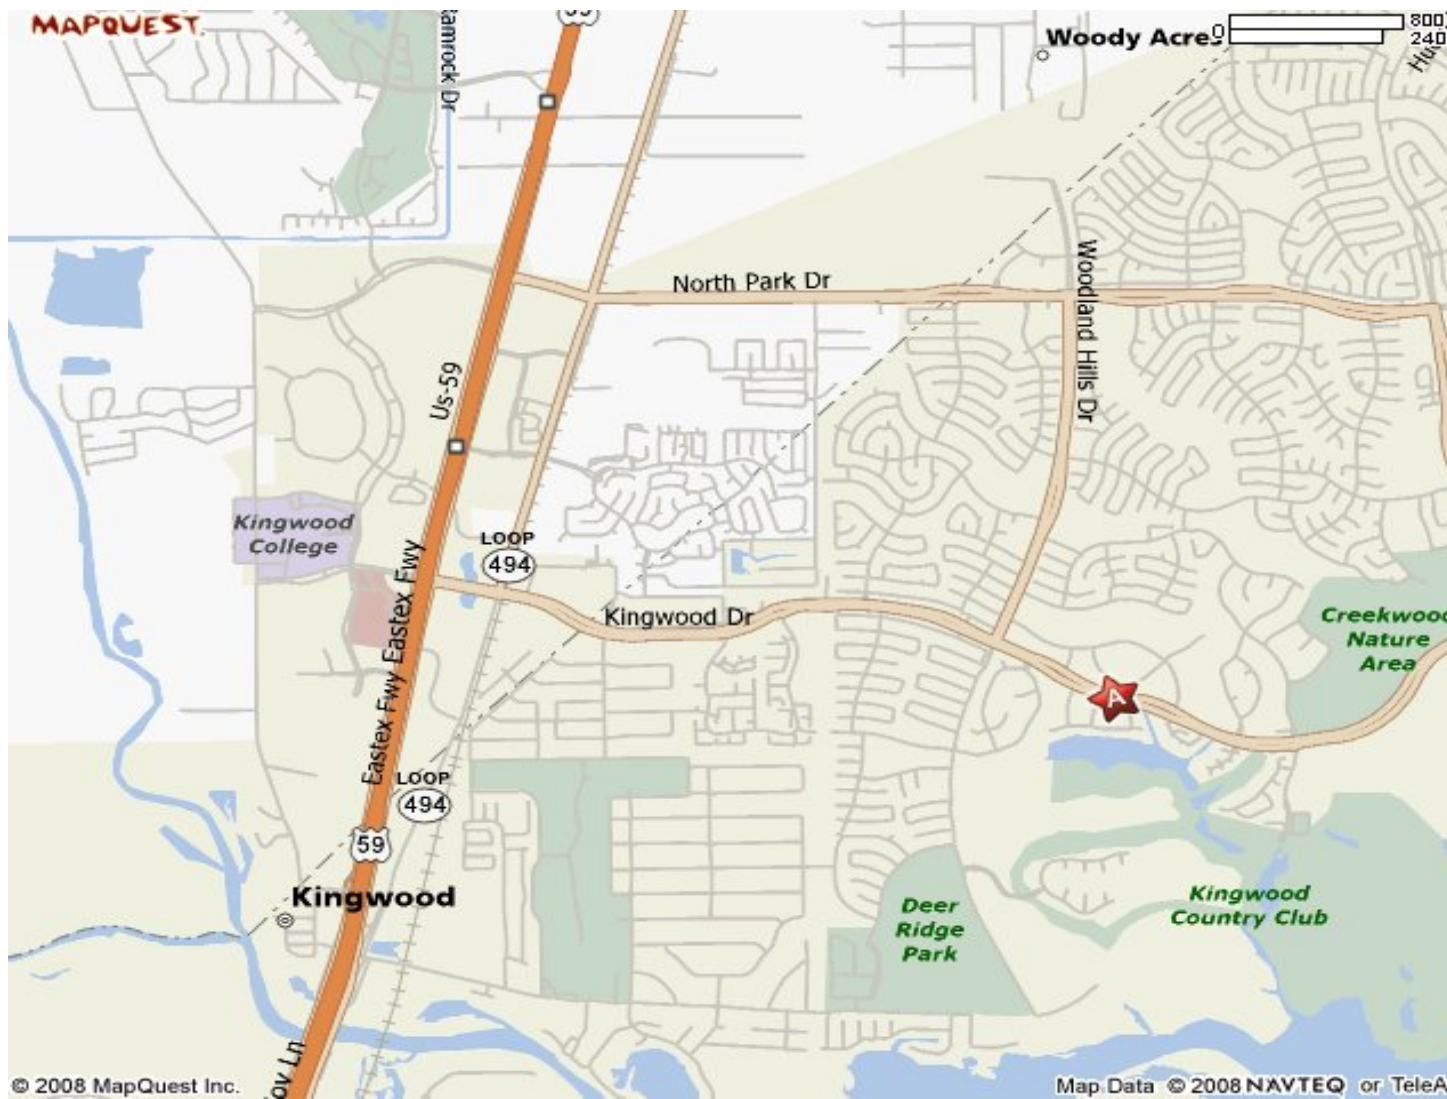 MAPQUEST.
59
Woody Acres
0
800
240
North Park Dr
Woodland Hills Dr
Us-59
Kingwood
College
LOOP
494
Eastex Fwy Eastex Fwy
Kingwood Dr
Creekwood
Nature
Area
A
LOOP
494
59
Kingwood
Deer
Ridge
Park
Kingwood
Country Club
© 2008 MapQuest Inc.
Map Data © 2008 NAVTEQ or TeleA